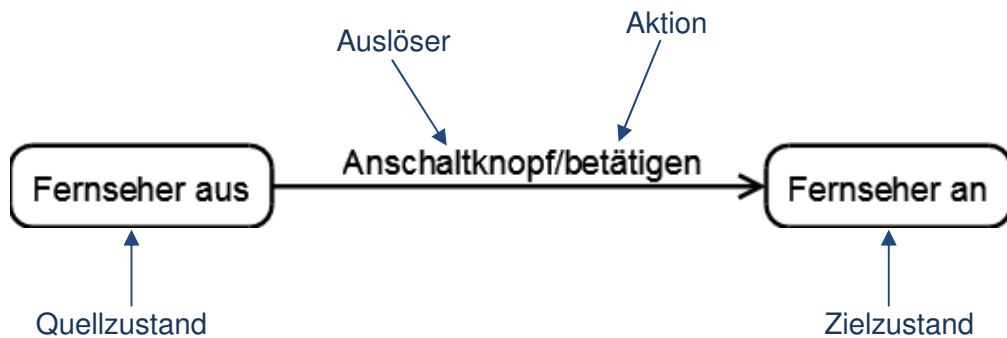 Aktion
Auslöser
Anschaltknopf/betätigen
Fernseher aus
Fernseher an
Quellzustand
Zielzustand